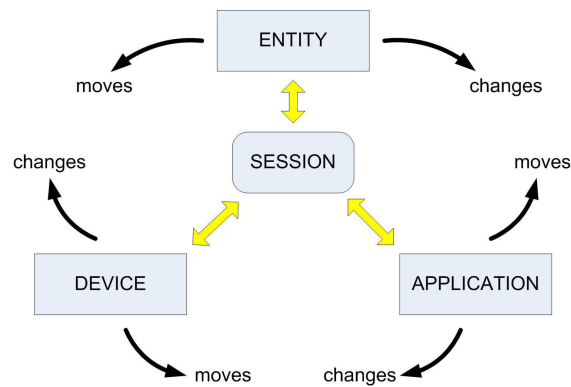 ENTITY
moves
changes
SESSION
changes
moves
DEVICE
APPLICATION
moves
changes